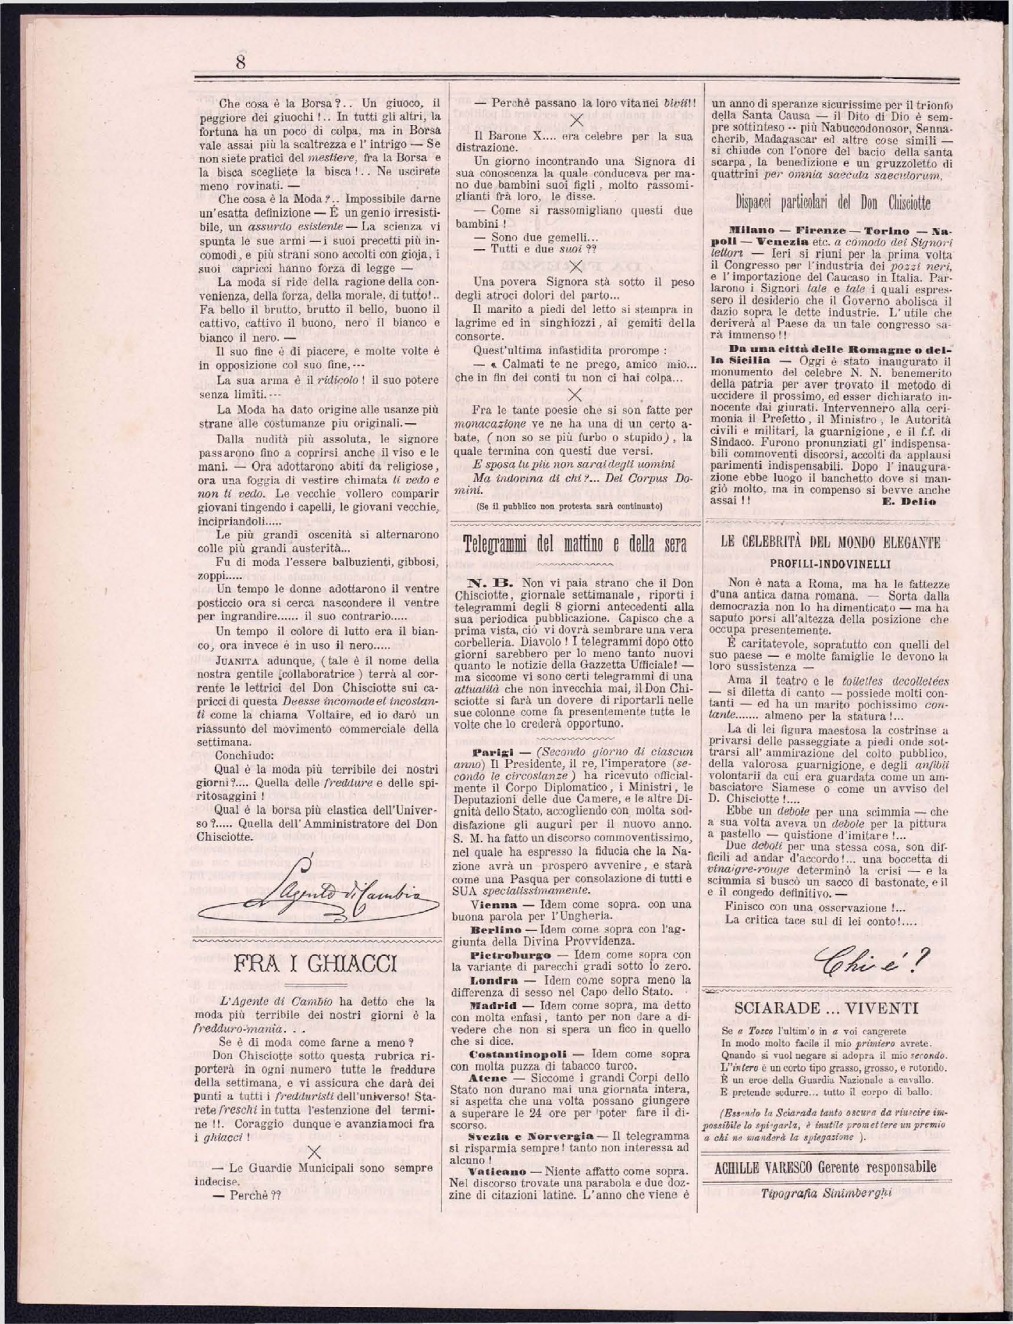 8
Che cosa é la Borsa?.. Un giuoco, il
peggiore dei giuochi!.. In tutti gli altri, la
fortuna ha un poco di colpa, ma in Borsa
vale assai più la scaltrezza e l'intrigo — Se
non siete pratici del mestiere, fra la Borsa e
la bisca scegliete la bisca!.. Ne uscirete
meno rovinati. —
Che cosa é la Moda?.. Impossibile darne
un'esatta definizione — É un genio irresisti-
bile, un assurdo esistente — La scienza vi
spunta le sue armi — i suoi precetti più in-
comodi, e più strani sono accolti con gioja, i
suoi capricci hanno forza di legge —
La moda si ride della ragione della con-
venienza, della forza, della morale, di tutto!..
Fa bello il brutto, brutto il bello, buono il
cattivo, cattivo il buono, nero il bianco e
bianco il nero. —
Il suo fine é di piacere, e molte volte é
in opposizione col suo fine,---
La sua arma è il ridicolo! il suo potere
senza limiti.---
La Moda ha dato origine alle usanze più
strane alle costumanze piu originali.—
Dalla nudità più assoluta, le signore
passarono fino a coprirsi anche il viso e le
mani. — Ora adottarono abiti da religiose,
ora una foggia di vestire chimata ti vedo e
non ti vedo. Le vecchie vollero comparir
giovani tingendo i capelli, le giovani vecchie,
incipriandoli.....
Le più grandi oscenità si alternarono
colle più grandi austerità...
Fu di moda l'essere balbuzienti, gibbosi,
zoppi.....
Un tempo le donne adottarono il ventre
posticcio ora si cerca nascondere il ventre
per ingrandire...... il suo contrario.....
Un tempo il colore di lutto era il bian-
co, ora invece é in uso il nero.....
JUANITA adunque, (tale é il nome della
nostra gentile [collaboratrice ) terrà al cor-
rente le lettrici del Don Chisciotte sui ca-
pricci di questa Deesse incomode et incostan-
ti come la chiama Voltaire, ed io darò un
riassunto del movimento commerciale della
settimana.
Conchiudo:
Qual é la moda più terribile dei nostri
giorni?.... Quella delle freddure e delle spi-
ritosaggini!
Qual é la borsa più elastica dell'Univer-
so?..... Quella dell'Amministratore del Don
Chisciotte.
L'Agente di Cambio
FRA I GHIACCI
L'Agente di Cambio ha detto che la
moda più terribile dei nostri giorni é la
freddduro-mania. . .
Se é di moda come farne a meno?
Don Chisciotte sotto questa rubrica ri-
porterà in ogni numero tutte le freddure
della settimana, e vi assicura che darà dei
punti a tutti i fredduristi dell'universo! Sta-
rete freschi in tutta l'estenzione del termi-
ne!!. Coraggio dunque e avanziamoci fra
i ghiacci!
X
— Le Guardie Municipali sono sempre
indecise.
— Perchè??
— Perché passano la loro vita nei bivii!!
X
Il Barone X.... era celebre per la sua
distrazione.
Un giorno incontrando una Signora di
sua conoscenza la quale conduceva per ma-
no due bambini suoi figli, molto rassomi-
glianti frà loro, le disse.
— Come si rassomigliano questi due
bambini!
— Sono due gemelli...
— Tutti e due suoi??
X
Una povera Signora stà sotto il peso
degli atroci dolori del parto...
Il marito a piedi del letto si stempra in
lagrime ed in singhiozzi, ai gemiti della
consorte.
Quest'ultima infastidita prorompe:
— « Calmati te ne prego, amico mio...
che in fin dei conti tu non ci hai colpa...
X
Fra le tante poesie che si son fatte per
monacazione ve ne ha una di un certo a-
bate, (non so se più furbo o stupido), la
quale termina con questi due versi.
E sposa tu più non sarai degli uomini
Ma indovina di chi?... Del Corpus Do-
mini.
(Se il pubblico non protesta sarà continuato)
Telegrammi del mattino e della sera
N. B. Non vi paia strano che il Don
Chisciotte, giornale settimanale, riporti i
telegrammi degli 8 giorni antecedenti alla
sua periodica pubblicazione. Capisco che a
prima vista, ciò vi dovrà sembrare una vera
corbelleria. Diavolo! I telegrammi dopo otto
giorni sarebbero per lo meno tanto nuovi
quanto le notizie della Gazzetta Ufficiale! —
ma siccome vi sono certi telegrammi di una
attualità che non invecchia mai, il Don Chi-
sciotte si farà un dovere di riportarli nelle
sue colonne come fa presentemente tutte le
volte che lo crederà opportuno.
Parigi — (Secondo giorno di ciascun
anno) Il Presidente, il re, l'imperatore (se-
condo le circostanze) ha ricevuto official-
mente il Corpo Diplomatico, i Ministri, le
Deputazioni delle due Camere, e le altre Di-
gnità dello Stato, accogliendo con molta sod-
disfazione gli auguri per il nuovo anno.
S. M. ha fatto un discorso commoventissimo,
nel quale ha espresso la fiducia che la Na-
zione avrà un prospero avvenire, e starà
come una Pasqua per consolazione di tutti e
SUA specialissimamente.
Vienna — Idem come sopra. con una
buona parola per l'Ungheria.
Berlino — Idem come sopra con l'ag-
giunta della Divina Provvidenza.
Pietroburgo — Idem come sopra con
la variante di parecchi gradi sotto lo zero.
Londra — Idem come sopra meno la
differenza di sesso nel Capo dello Stato.
Madrid — Idem come sopra, ma detto
con molta enfasi, tanto per non dare a di-
vedere che non si spera un fico in quello
che si dice.
Costantinopoli — Idem come sopra
con molta puzza di tabacco turco.
Atene — Siccome i grandi Corpi dello
Stato non durano mai una giornata intera,
si aspetta che una volta possano giungere
a superare le 24 ore per poter fare il di-
scorso.
Svezia e Norvergia — Il telegramma
si risparmia sempre! tanto non interessa ad
alcuno!
Vaticano — Niente affatto come sopra.
Nel discorso trovate una parabola e due doz-
zine di citazioni latine. L'anno che viene è
un anno di speranze sicurissime per il trionfo
della Santa Causa — il Dito di Dio è sem-
pre sottinteso -- più Nabuccodonosor, Senna-
cherib, Madagascar ed altre cose simili —
si chiude con l'onore del bacio della santa
scarpa, la benedizione e un gruzzoletto di
quattrini per omnia saecula saeculorum.
Dispacci particolari del Don Chisciotte
Milano — Firenze — Torino — Na-
poli — Venezia etc. a còmodo dei Signori
lettori — Ieri si riuni per la prima volta
il Congresso per l'industria dei pozzi neri,
e l'importazione del Caucaso in Italia. Par-
larono i Signori tale e tale i quali espres-
sero il desiderio che il Governo abolisca il
dazio sopra le dette industrie. L'utile che
deriverà al Paese da un tale congresso sa-
rà immenso!!
Da una città delle Romagne o del-
la Sicilia — Oggi é stato inaugurato il
monumento del celebre N. N. benemerito
della patria per aver trovato il metodo di
uccidere il prossimo, ed esser dichiarato in-
nocente dai giurati. Intervennero alla ceri-
monia il Prefetto, il Ministro, le Autorità
civili e militari, la guarnigione, e il f.f. di
Sindaco. Furono pronunziati gl'indispensa-
bili commoventi discorsi, accolti da applausi
parimenti indispensabili. Dopo l'inaugura-
zione ebbe luogo il banchetto dove si man-
giò molto, ma in compenso si bevve anche
assai!! E. Delio
LE CELEBRITÀ DEL MONDO ELEGANTE
PROFILI-INDOVINELLI
Non è nata a Roma, ma ha le fattezze
d'una antica dama romana. — Sorta dalla
democrazia non lo ha dimenticato — ma ha
saputo porsi all'altezza della posizione che
occupa presentemente.
É caritatevole, sopratutto con quelli del
suo paese — e molte famiglie le devono la
loro sussistenza —
Ama il teatro e le toilettes decolletées
— si diletta di canto — possiede molti con-
tanti — ed ha un marito pochissimo con-
tante....... almeno per la statura!...
La di lei figura maestosa la costrinse a
privarsi delle passeggiate a piedi onde sot-
trarsi all'ammirazione del colto pubblico,
della valorosa guarnigione, e degli anfibii
volontarii da cui era guardata come un am-
basciatore Siamese o come un avviso del
D. Chisciotte!....
Ebbe un debole per una scimmia — che
a sua volta aveva un debole per la pittura
a pastello — quistione d'imitare!...
Due deboli per una stessa cosa, son dif-
ficili ad andar d'accordo!... una boccetta di
vinaigre-rouge determinò la crisi — e la
scimmia si buscò un sacco di bastonate, e il
e il congedo definitivo. —
Finisco con una osservazione!...
La critica tace sul di lei conto!....
Chi é?
SCIARADE ... VIVENTI
Se a Tosco l'ultim'o in a voi cangerete
In modo molto facile il mio primiero avrete.
Quando si vuol negare si adopra il mio secondo.
L'intero è un corto tipo grasso, grosso, e rotondo.
È un eroe della Guardia Nazionale a cavallo.
E pretende sedurre... tutto il corpo di ballo.
(Essendo la Sciarada tanto oscura da riuscire im-
possibile lo spiegarla, è inutile promettere un premio
a chi ne manderà la spiegazione ).
ACHILLE VARESCO Gerente responsabile
Tipografia Sinimberghi